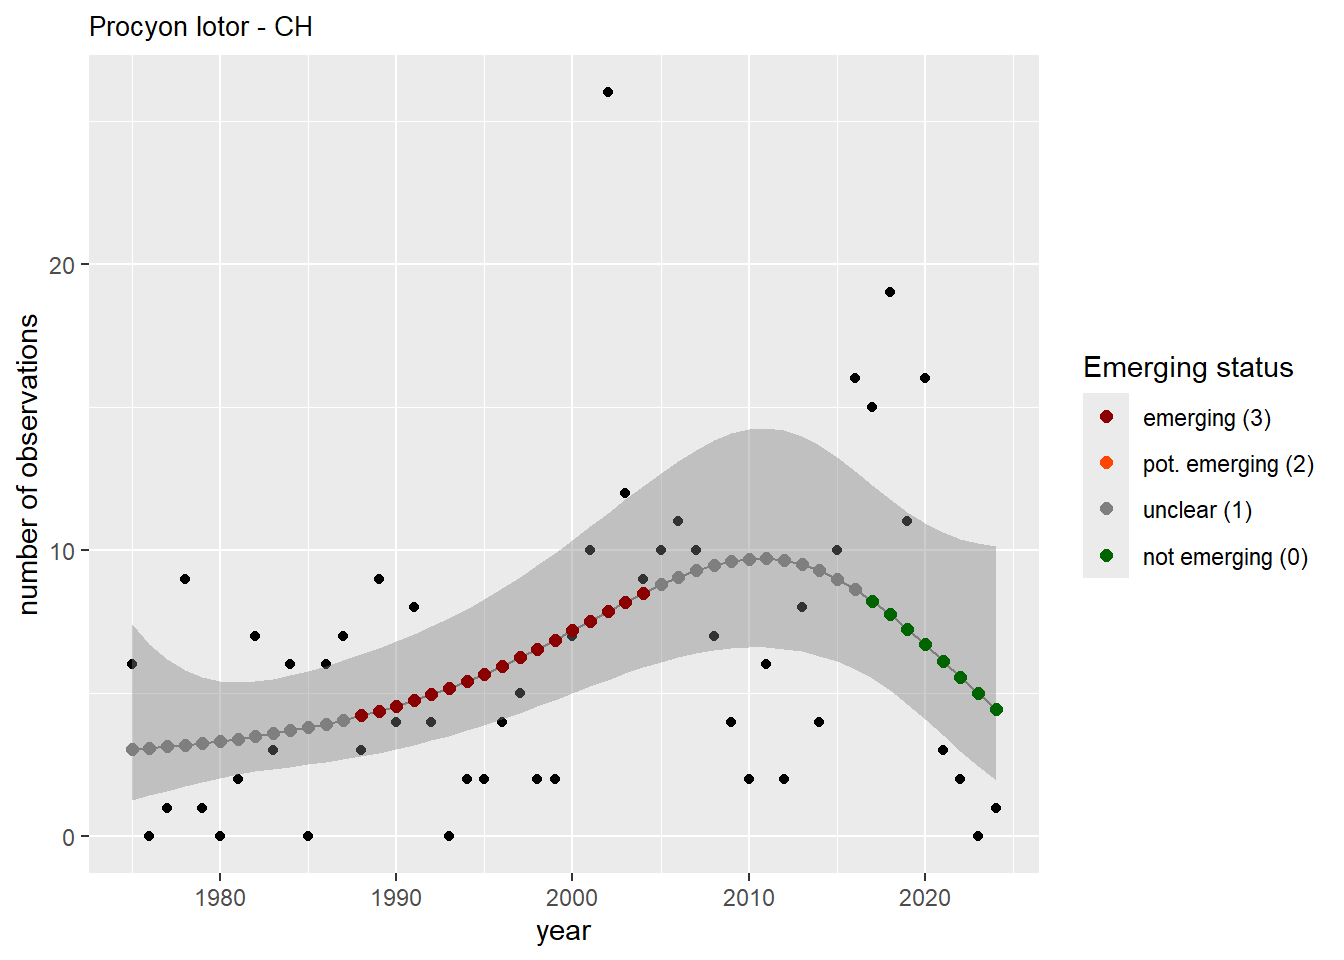 Procyon lotor - CH
number of observations
20
10
0
1980
1990
2000
2010
2020
year
Emerging status
emerging (3)
pot. emerging (2)
unclear (1)
not emerging (0)